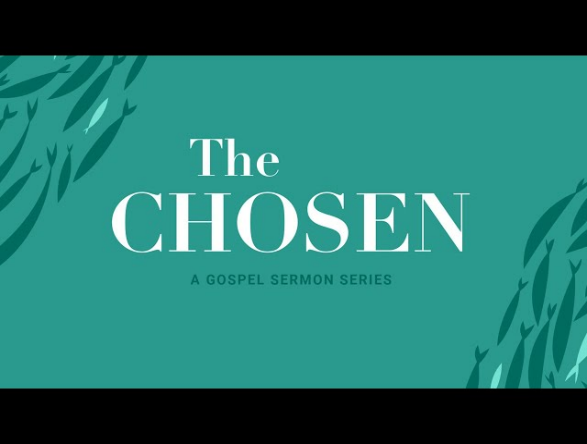 The
CHOSEN
A GOSPEL SERMON SERIES